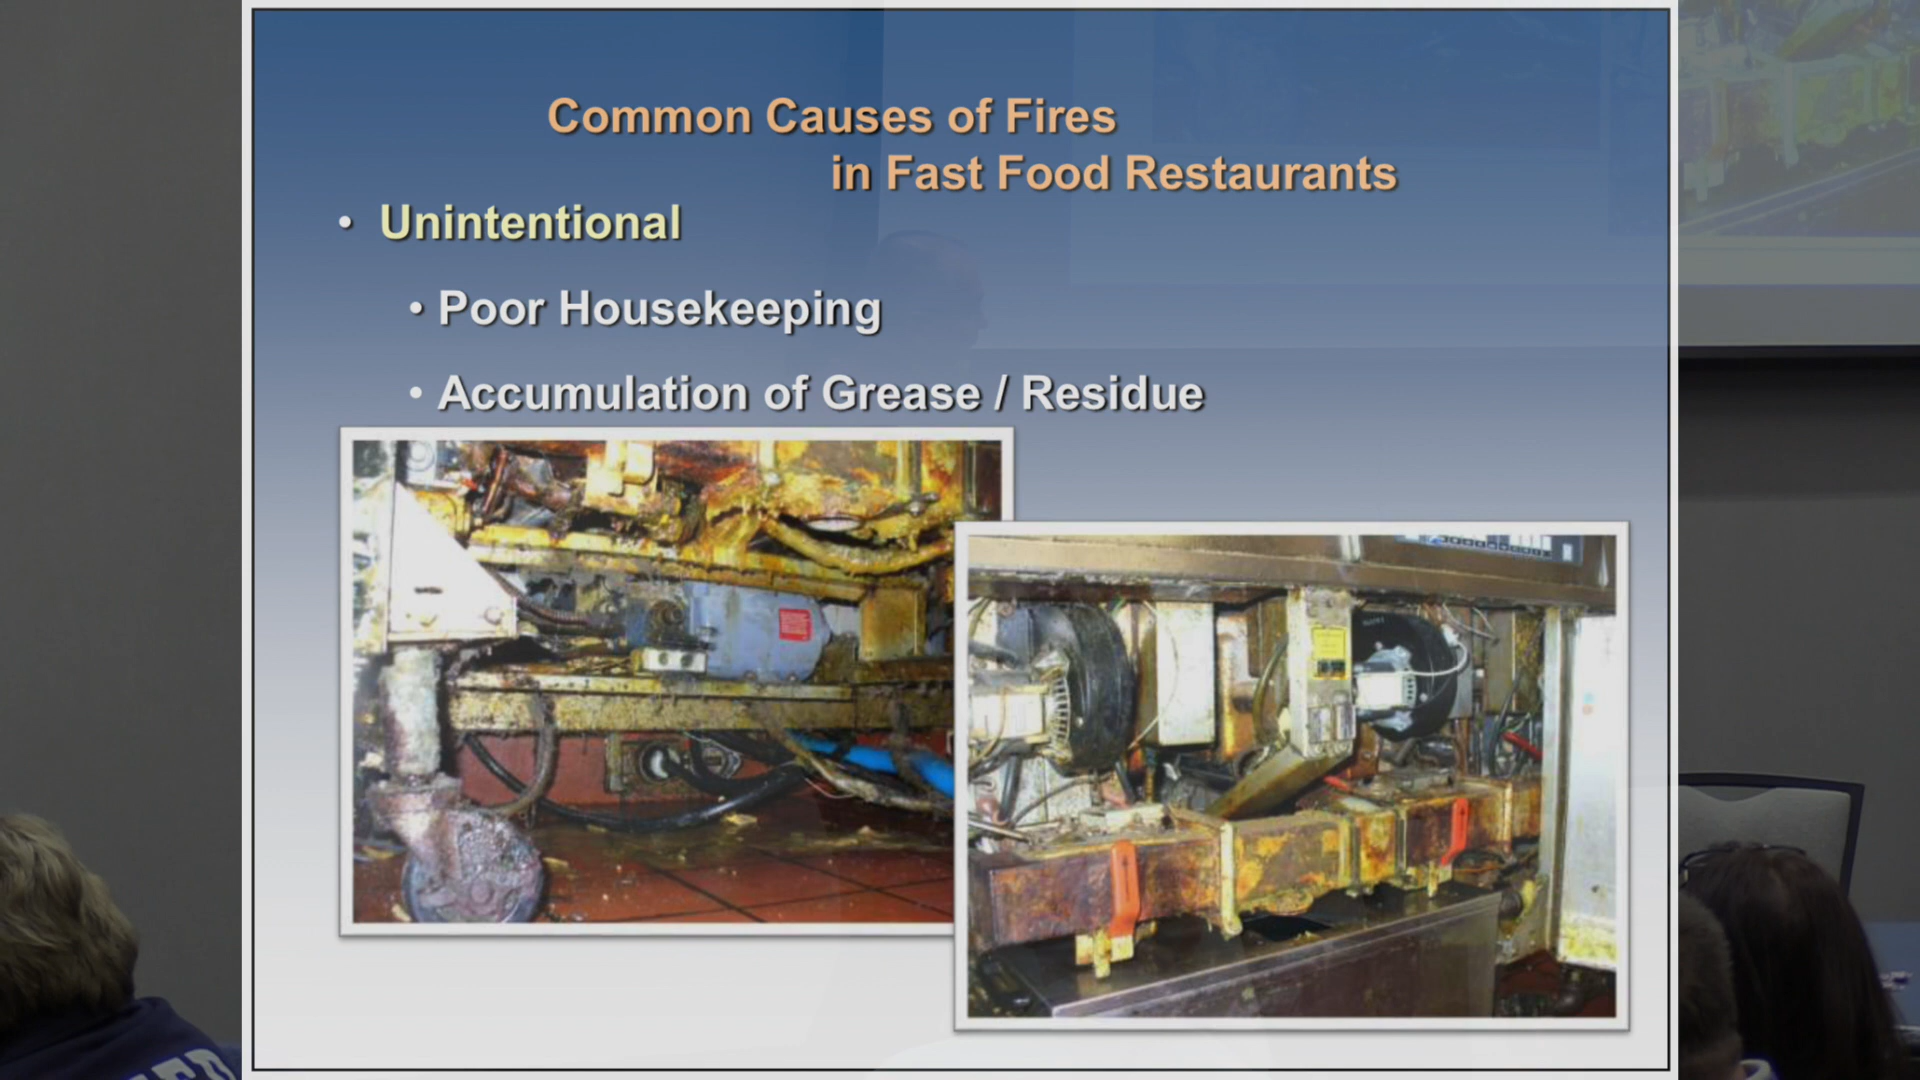 Common Causes of Fires
in Fast Food Restaurants
• Unintentional
• Poor Housekeeping
• Accumulation of Grease / Residue